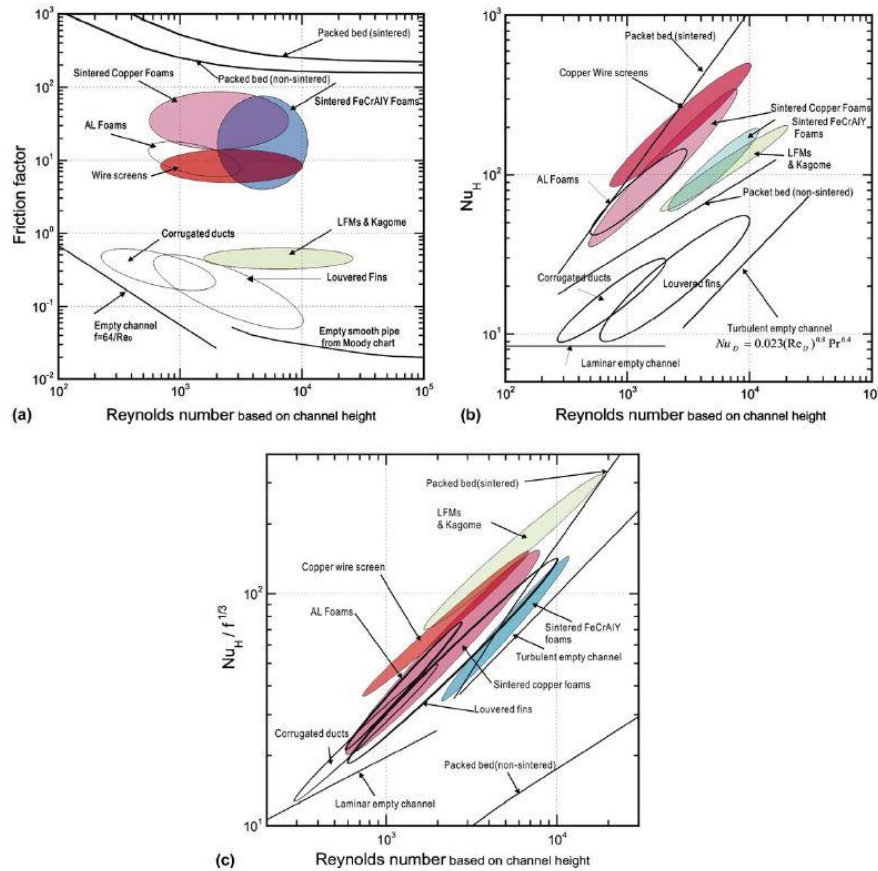 10³
10²
10¹
10⁰
10⁻¹
10⁻²
Friction factor
Packed bed (sintered)
Sintered Copper Foams
Packed bed (non-sintered)
Sintered FeCrAlY Foams
AL Foams
Wire screens
Corrugated ducts
LFMs & Kagome
Louvered Fins
Empty channel
f=64/Reᴅ
Empty smooth pipe
from Moody chart
10² 10³ 10⁴ 10⁵
(a) Reynolds number based on channel height
10³
10²
10¹
Nu_H
Packet bed (sintered)
Copper Wire screens
Sintered Copper Foams
Sintered FeCrAlY
Foams
LFMs
& Kagome
AL Foams
Packet bed (non-sintered)
Corrugated ducts
Louvered fins
Turbulent empty channel
Nu_D = 0.023(Re_D)^0.8 Pr^0.4
Laminar empty channel
10² 10³ 10⁴ 10⁵
(b) Reynolds number based on channel height
10²
10¹
Nu_H / f^1/3
Packed bed(sintered)
LFMs
& Kagome
Copper wire screen
AL Foams
Sintered FeCrAlY
foams
Turbulent empty channel
Sintered copper foams
Louvered fins
Corrugated ducts
Packed bed(non-sintered)
Laminar empty channel
10³ 10⁴
(c) Reynolds number based on channel height